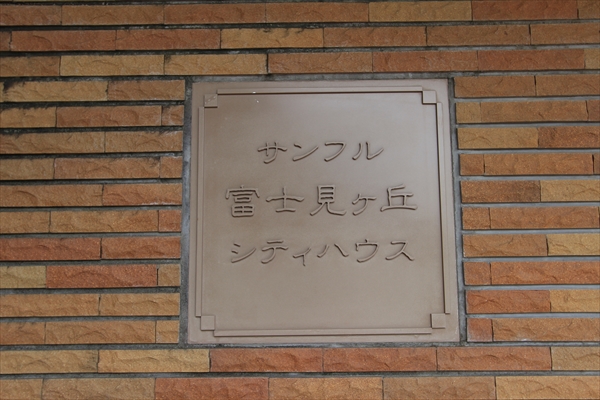 サンフル
富士見ヶ丘
シティハウス